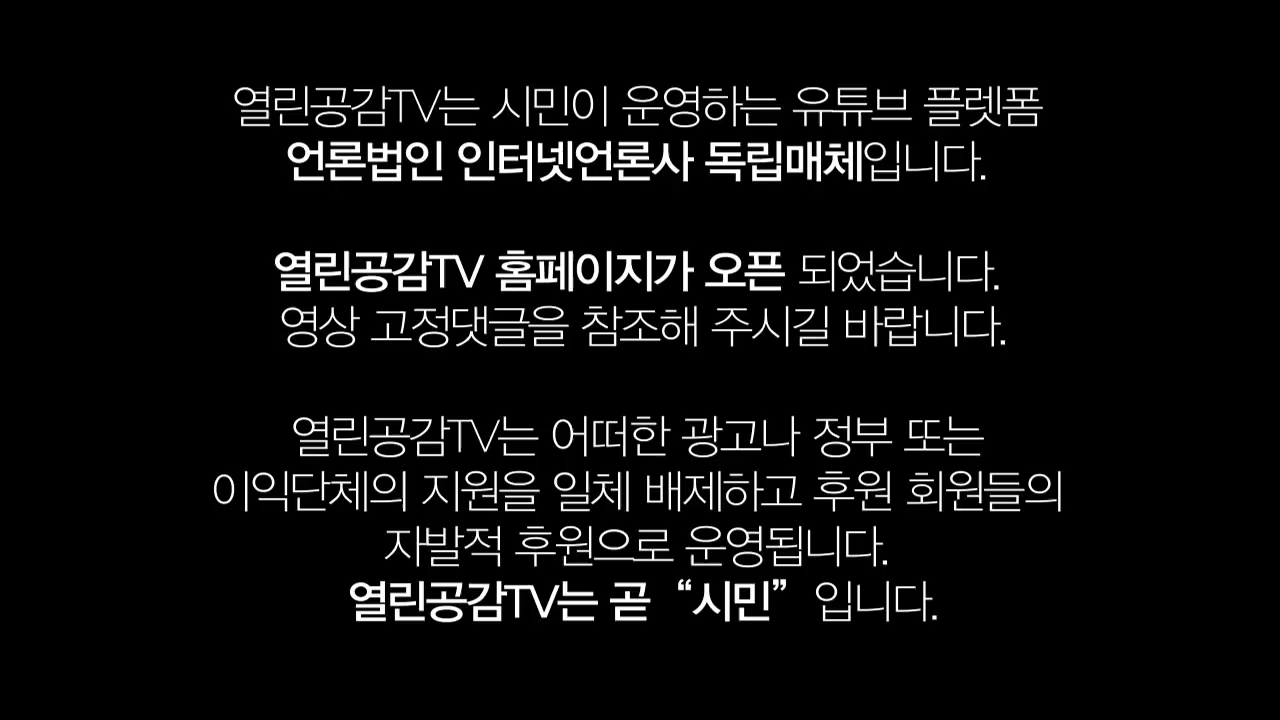 열린공감TV는 시민이 운영하는 유튜브 플렛폼
언론법인 인터넷언론사 독립매체입니다.
열린공감TV 홈페이지가 오픈 되었습니다.
영상 고정댓글을 참조해 주시길 바랍니다.
열린공감TV는 어떠한 광고나 정부 또는
이익단체의 지원을 일체 배제하고 후원 회원들의
자발적 후원으로 운영됩니다.
열린공감TV는 곧 “시민” 입니다.